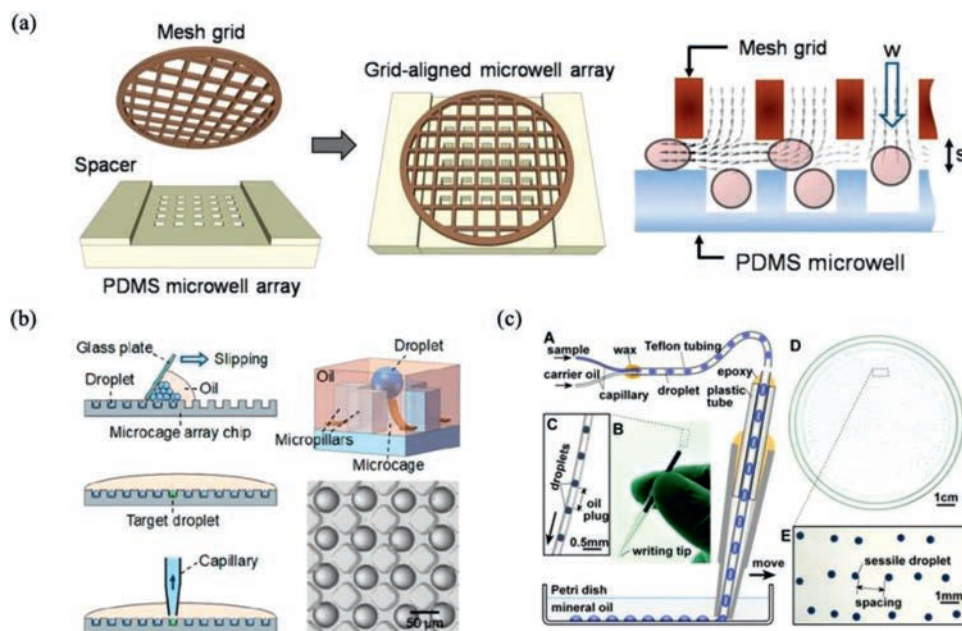 (a)
Mesh grid
Spacer
PDMS microwell array
Grid-aligned microwell array
Mesh grid
W
S
PDMS microwell
(b)
Glass plate
Slipping
Droplet
Oil
Microcage array chip
Target droplet
Capillary
Droplet
Oil
Micropillars
Microcage
50 μm
(c)
A
sample
wax
Teflon tubing
carrier oil
capillary
droplet
epoxy
plastic
tube
C
droplets
oil
plug
0.5mm
B
writing tip
Petri dish
mineral oil
move
D
1cm
E
sessile droplet
spacing
1mm